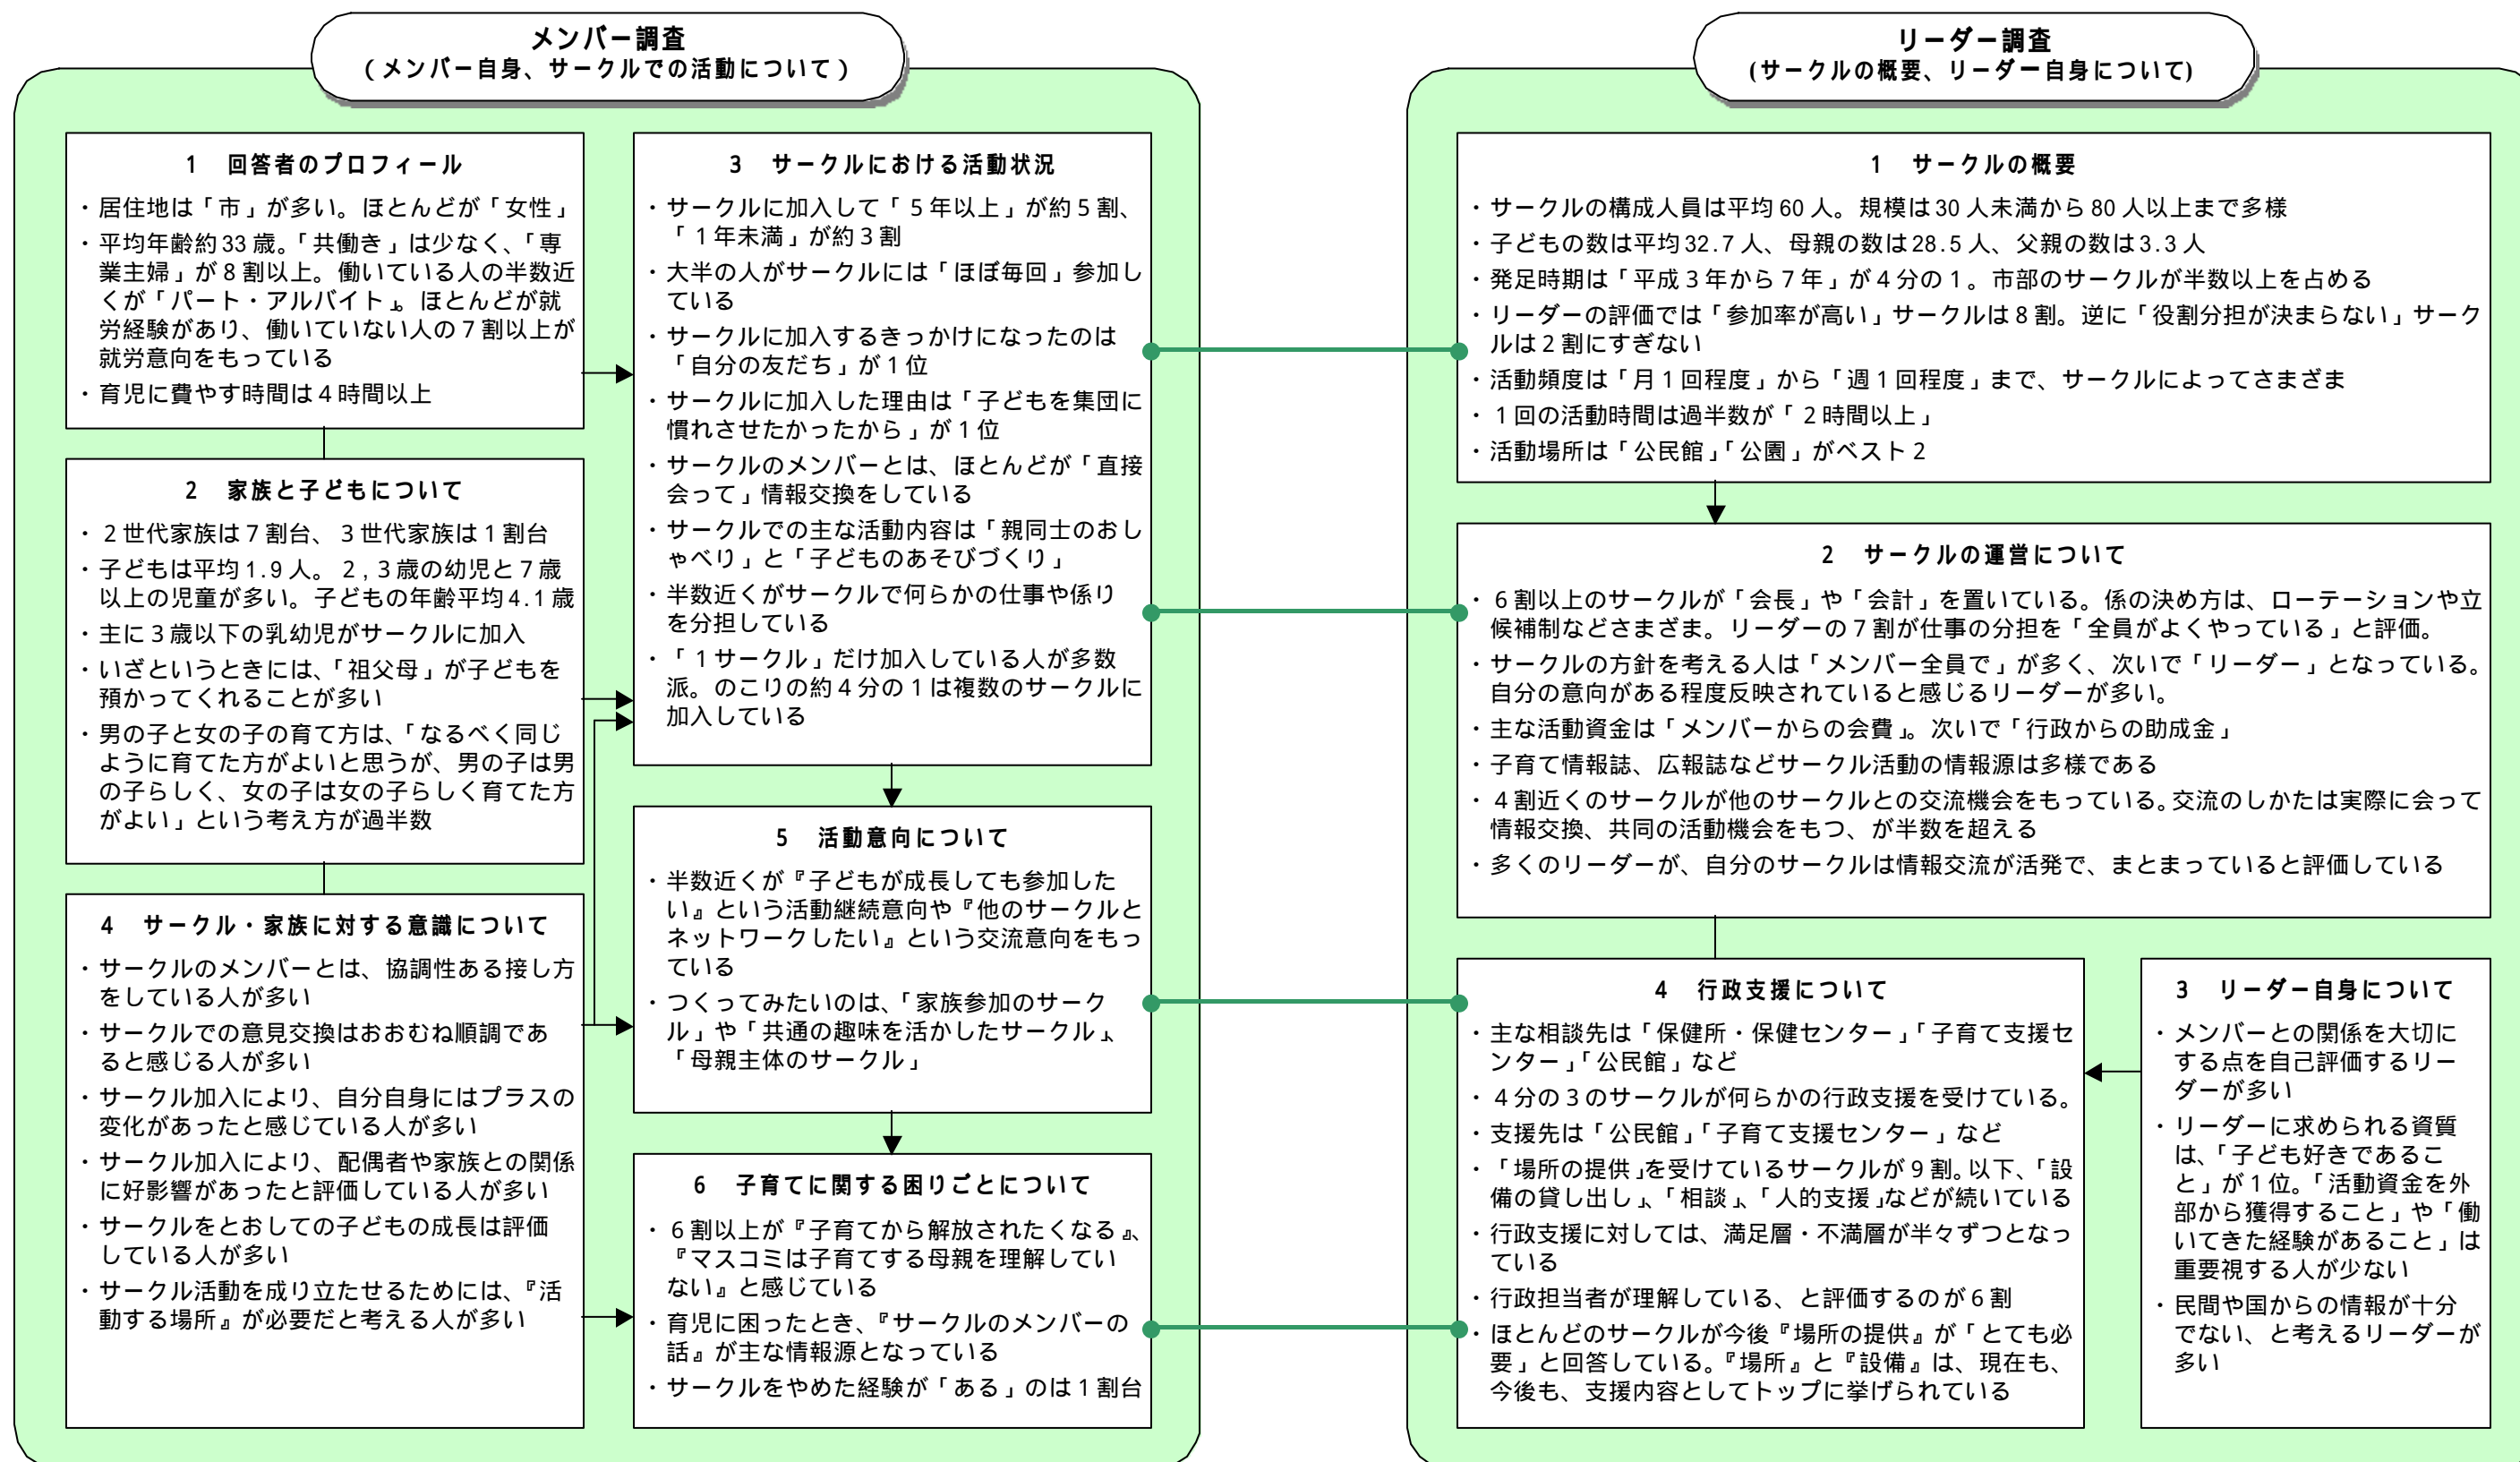 メンバー調査
(メンバー自身、サークルでの活動について)
1 回答者のプロフィール
・居住地は「市」が多い。ほとんどが「女性」
・平均年齢約33歳。「共働き」は少なく、「専
業主婦」が8割以上。働いている人の半数近
くが「パート・アルバイト」。ほとんどが就
労経験があり、働いていない人の7割以上が
就労意向をもっている
・育児に費やす時間は4時間以上
2 家族と子どもについて
・2世代家族は7割台、3世代家族は1割台
・子どもは平均1.9人。2,3歳の幼児と7歳
以上の児童が多い。子どもの年齢平均4.1歳
・主に3歳以下の乳幼児がサークルに加入
・いざというときには、「祖父母」が子どもを
預かってくれることが多い
・男の子と女の子の育て方は、「なるべく同じ
ように育てた方がよいと思うが、男の子は男
の子らしく、女の子は女の子らしく育てた方
がよい」という考え方が過半数
4 サークル・家族に対する意識について
・サークルのメンバーとは、協調性ある接し方
をしている人が多い
・サークルでの意見交換はおおむね順調であ
ると感じる人が多い
・サークル加入により、自分自身にはプラスの
変化があったと感じている人が多い
・サークル加入により、配偶者や家族との関係
に好影響があったと評価している人が多い
・サークルをとおしての子どもの成長は評価
している人が多い
・サークル活動を成り立たせるためには、『活
動する場所』が必要だと考える人が多い
3 サークルにおける活動状況
・サークルに加入して「5年以上」が約5割、
「1年未満」が約3割
・大半の人がサークルには「ほぼ毎回」参加し
ている
・サークルに加入するきっかけになったのは
「自分の友だち」が1位
・サークルに加入した理由は「子どもを集団に
慣れさせたかったから」が1位
・サークルのメンバーとは、ほとんどが「直接
会って」情報交換をしている
・サークルでの主な活動内容は「親同士のおし
ゃべり」と「子どものあそびづくり」
・半数近くがサークルで何らかの仕事や係り
を分担している
・「1サークル」だけ加入している人が多数
派。のこりの約4分の1は複数のサークルに
加入している
5 活動意向について
・半数近くが『子どもが成長しても参加した
い』という活動継続意向や『他のサークルと
ネットワークしたい』という交流意向をもっ
ている
・つくってみたいのは、「家族参加のサーク
ル」や「共通の趣味を活かしたサークル」、
「母親主体のサークル」
6 子育てに関する困りごとについて
・6割以上が『子育てから解放されたくなる』、
『マスコミは子育てする母親を理解してい
ない』と感じている
・育児に困ったとき、『サークルのメンバーの
話』が主な情報源となっている
・サークルをやめた経験が「ある」のは1割台
リーダー調査
(サークルの概要、リーダー自身について)
1 サークルの概要
・サークルの構成人員は平均60人。規模は30人未満から80人以上まで多様
・子どもの数は平均32.7人、母親の数は28.5人、父親の数は3.3人
・発足時期は「平成3年から7年」が4分の1。市部のサークルが半数以上を占める
・リーダーの評価では「参加率が高い」サークルは8割。逆に「役割分担が決まらない」サーク
ルは2割にすぎない
・活動頻度は「月1回程度」から「週1回程度」まで、サークルによってさまざま
・1回の活動時間は過半数が「2時間以上」
・活動場所は「公民館」「公園」がベスト2
2 サークルの運営について
・6割以上のサークルが「会長」や「会計」を置いている。係の決め方は、ローテーションや立
候補制などさまざま。リーダーの7割が仕事の分担を「全員がよくやっている」と評価。
・サークルの方針を考える人は「メンバー全員で」が多く、次いで「リーダー」となっている。
自分の意向がある程度反映されていると感じるリーダーが多い。
・主な活動資金は「メンバーからの会費」。次いで「行政からの助成金」
・子育て情報誌、広報誌などサークル活動の情報源は多様である
・4割近くのサークルが他のサークルとの交流機会をもっている。交流のしかたは実際に会って
情報交換、共同の活動機会をもつ、が半数を超える
・多くのリーダーが、自分のサークルは情報交流が活発で、まとまっていると評価している
4 行政支援について
・主な相談先は「保健所・保健センター」「子育て支援セ
ンター」「公民館」など
・4分の3のサークルが何らかの行政支援を受けている。
・支援先は「公民館」「子育て支援センター」など
・「場所の提供」を受けているサークルが9割。以下、「設
備の貸し出し」、「相談」、「人的支援」などが続いている
・行政支援に対しては、満足層・不満層が半々ずつとなっ
ている
・行政担当者が理解している、と評価するのが6割
・ほとんどのサークルが今後『場所の提供』が「とても必
要」と回答している。『場所』と『設備』は、現在も、
今後も、支援内容としてトップに挙げられている
3 リーダー自身について
・メンバーとの関係を大切に
する点を自己評価するリー
ダーが多い
・リーダーに求められる資質
は、「子ども好きであるこ
と」が1位。「活動資金を外
部から獲得すること」や「働
いてきた経験があること」は
重要視する人が少ない
・民間や国からの情報が十分
でない、と考えるリーダーが
多い